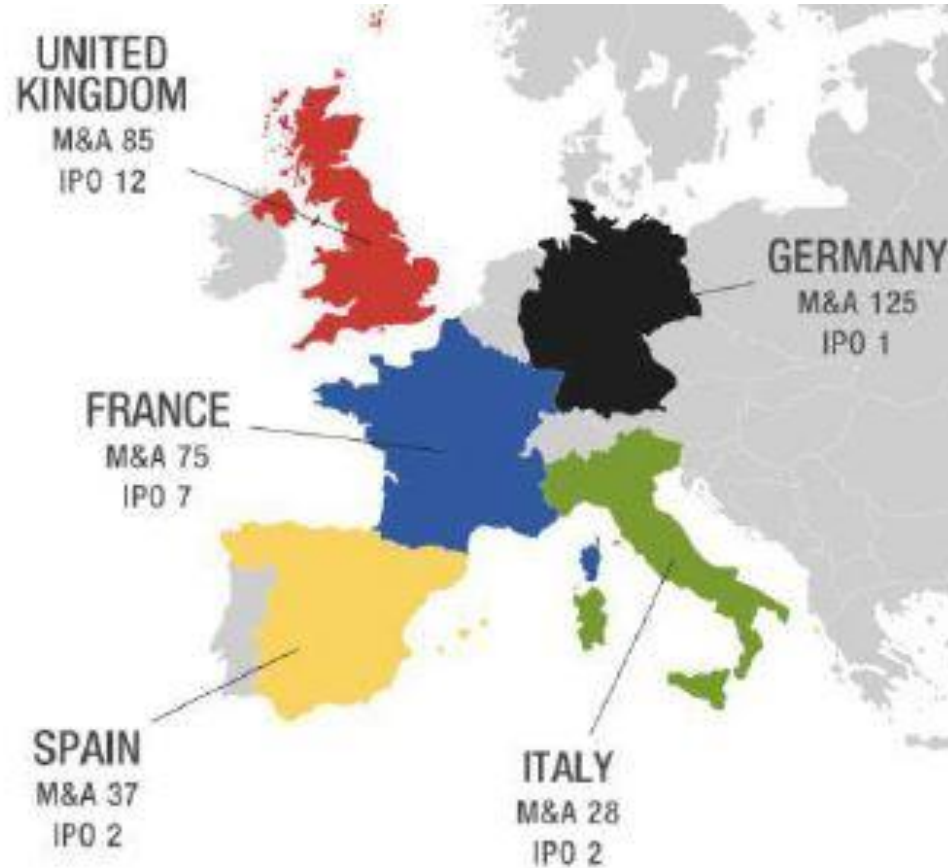 UNITED
KINGDOM
M&A 85
IPO 12
GERMANY
M&A 125
IPO 1
FRANCE
M&A 75
IPO 7
SPAIN
M&A 37
IPO 2
ITALY
M&A 28
IPO 2